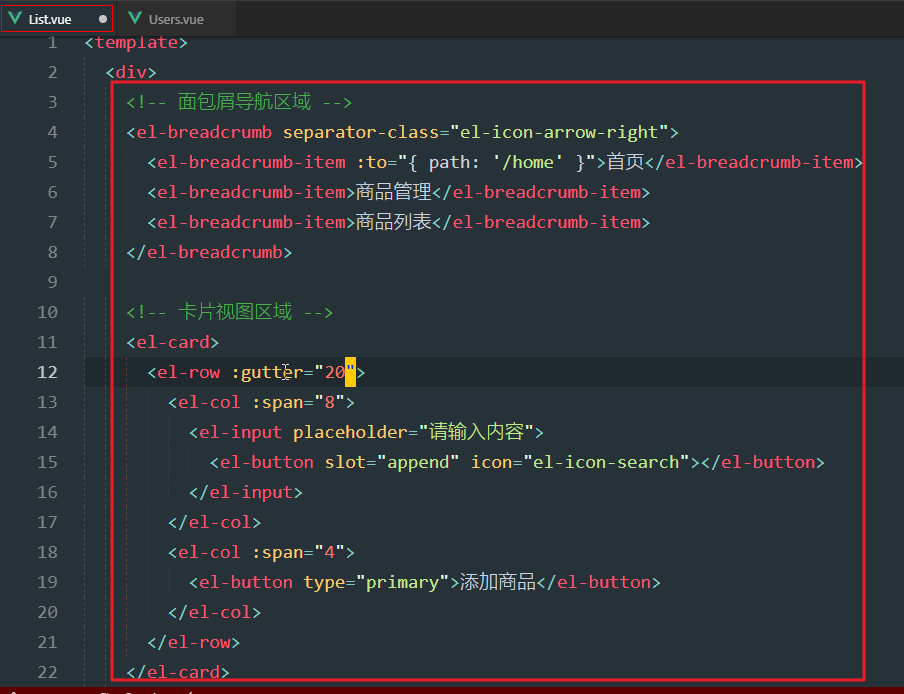 List.vue Users.vue
1 <template>
2 <div>
3 <!-- 面包屑导航区域 -->
4 <el-breadcrumb separator-class="el-icon-arrow-right">
5 <el-breadcrumb-item :to="{ path: '/home' }">首页</el-breadcrumb-item>
6 <el-breadcrumb-item>商品管理</el-breadcrumb-item>
7 <el-breadcrumb-item>商品列表</el-breadcrumb-item>
8 </el-breadcrumb>
9
10 <!-- 卡片视图区域 -->
11 <el-card>
12 <el-row :gutter="20">
13 <el-col :span="8">
14 <el-input placeholder="请输入内容">
15 <el-button slot="append" icon="el-icon-search"></el-button>
16 </el-input>
17 </el-col>
18 <el-col :span="4">
19 <el-button type="primary">添加商品</el-button>
20 </el-col>
21 </el-row>
22 </el-card>